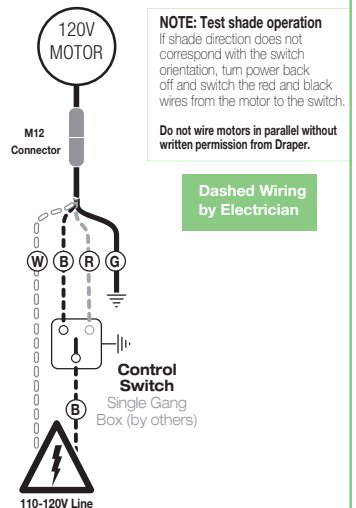 120V
MOTOR
NOTE: Test shade operation
If shade direction does not
correspond with the switch
orientation, turn power back
off and switch the red and black
wires from the motor to the switch.
Do not wire motors in parallel without
written permission from Draper.
M12
Connector
Dashed Wiring
by Electrician
W B R G
Control
Switch
Single Gang
Box (by others)
B
110-120V Line